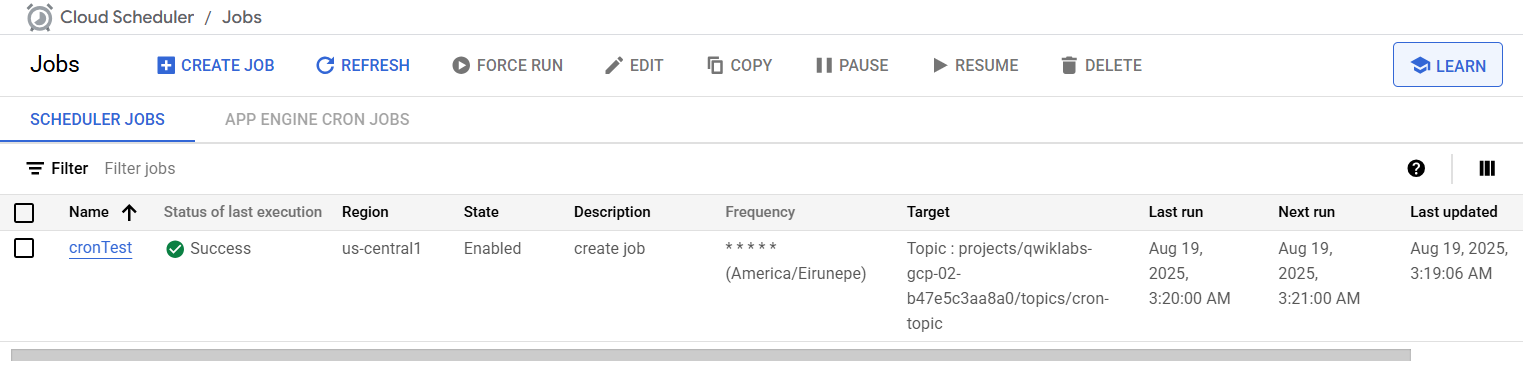 Cloud Scheduler / Jobs
Jobs CREATE JOB REFRESH FORCE RUN EDIT COPY PAUSE RESUME DELETE LEARN
SCHEDULER JOBS APP ENGINE CRON JOBS
Filter Filter jobs
Name Status of last execution Region State Description Frequency Target Last run Next run Last updated
cronTest Success us-central1 Enabled create job * * * * * Topic : projects/qwiklabs- Aug 19, Aug 19, Aug 19, 2025,
(America/Eirunepe) gcp-02- 2025, 2025, 3:19:06 AM
b47e5c3aa8a0/topics/cron- 3:20:00 AM 3:21:00 AM
topic